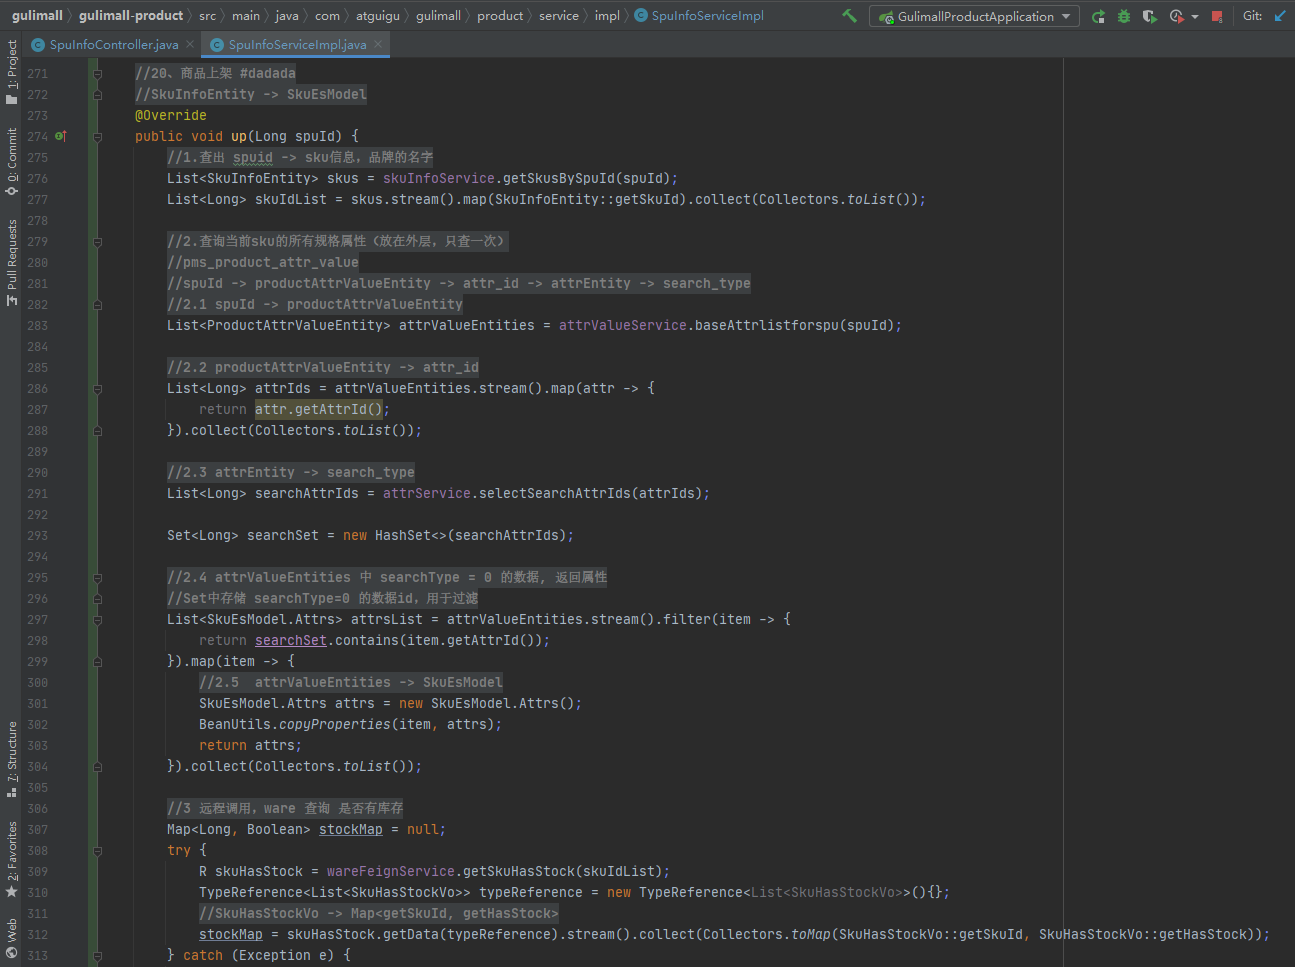 gulimall › gulimall-product › src › main › java › com › atguigu › gulimall › product › service › impl › SpuInfoServiceImpl GulimallProductApplication Git:
SpuInfoController.java × SpuInfoServiceImpl.java ×
1: Project
0: Commit
Pull Requests
7: Structure
2: Favorites
Web
271 //20、商品上架 #dadada
272 //SkuInfoEntity -> SkuEsModel
273 @Override
274 public void up(Long spuId) {
275 //1.查出 spuid -> sku信息，品牌的名字
276 List<SkuInfoEntity> skus = skuInfoService.getSkusBySpuId(spuId);
277 List<Long> skuIdList = skus.stream().map(SkuInfoEntity::getSkuId).collect(Collectors.toList());
278
279 //2.查询当前sku的所有规格属性（放在外层，只查一次）
280 //pms_product_attr_value
281 //spuId -> productAttrValueEntity -> attr_id -> attrEntity -> search_type
282 //2.1 spuId -> productAttrValueEntity
283 List<ProductAttrValueEntity> attrValueEntities = attrValueService.baseAttrlistforspu(spuId);
284
285 //2.2 productAttrValueEntity -> attr_id
286 List<Long> attrIds = attrValueEntities.stream().map(attr -> {
287 return attr.getAttrId();
288 }).collect(Collectors.toList());
289
290 //2.3 attrEntity -> search_type
291 List<Long> searchAttrIds = attrService.selectSearchAttrIds(attrIds);
292
293 Set<Long> searchSet = new HashSet<>(searchAttrIds);
294
295 //2.4 attrValueEntities 中 searchType = 0 的数据，返回属性
296 //Set中存储 searchType=0 的数据id，用于过滤
297 List<SkuEsModel.Attrs> attrsList = attrValueEntities.stream().filter(item -> {
298 return searchSet.contains(item.getAttrId());
299 }).map(item -> {
300 //2.5  attrValueEntities -> SkuEsModel
301 SkuEsModel.Attrs attrs = new SkuEsModel.Attrs();
302 BeanUtils.copyProperties(item, attrs);
303 return attrs;
304 }).collect(Collectors.toList());
305
306 //3 远程调用，ware 查询 是否有库存
307 Map<Long, Boolean> stockMap = null;
308 try {
309 R skuHasStock = wareFeignService.getSkuHasStock(skuIdList);
310 TypeReference<List<SkuHasStockVo>> typeReference = new TypeReference<List<SkuHasStockVo>>(){};
311 //SkuHasStockVo -> Map<getSkuId, getHasStock>
312 stockMap = skuHasStock.getData(typeReference).stream().collect(Collectors.toMap(SkuHasStockVo::getSkuId, SkuHasStockVo::getHasStock));
313 } catch (Exception e) {